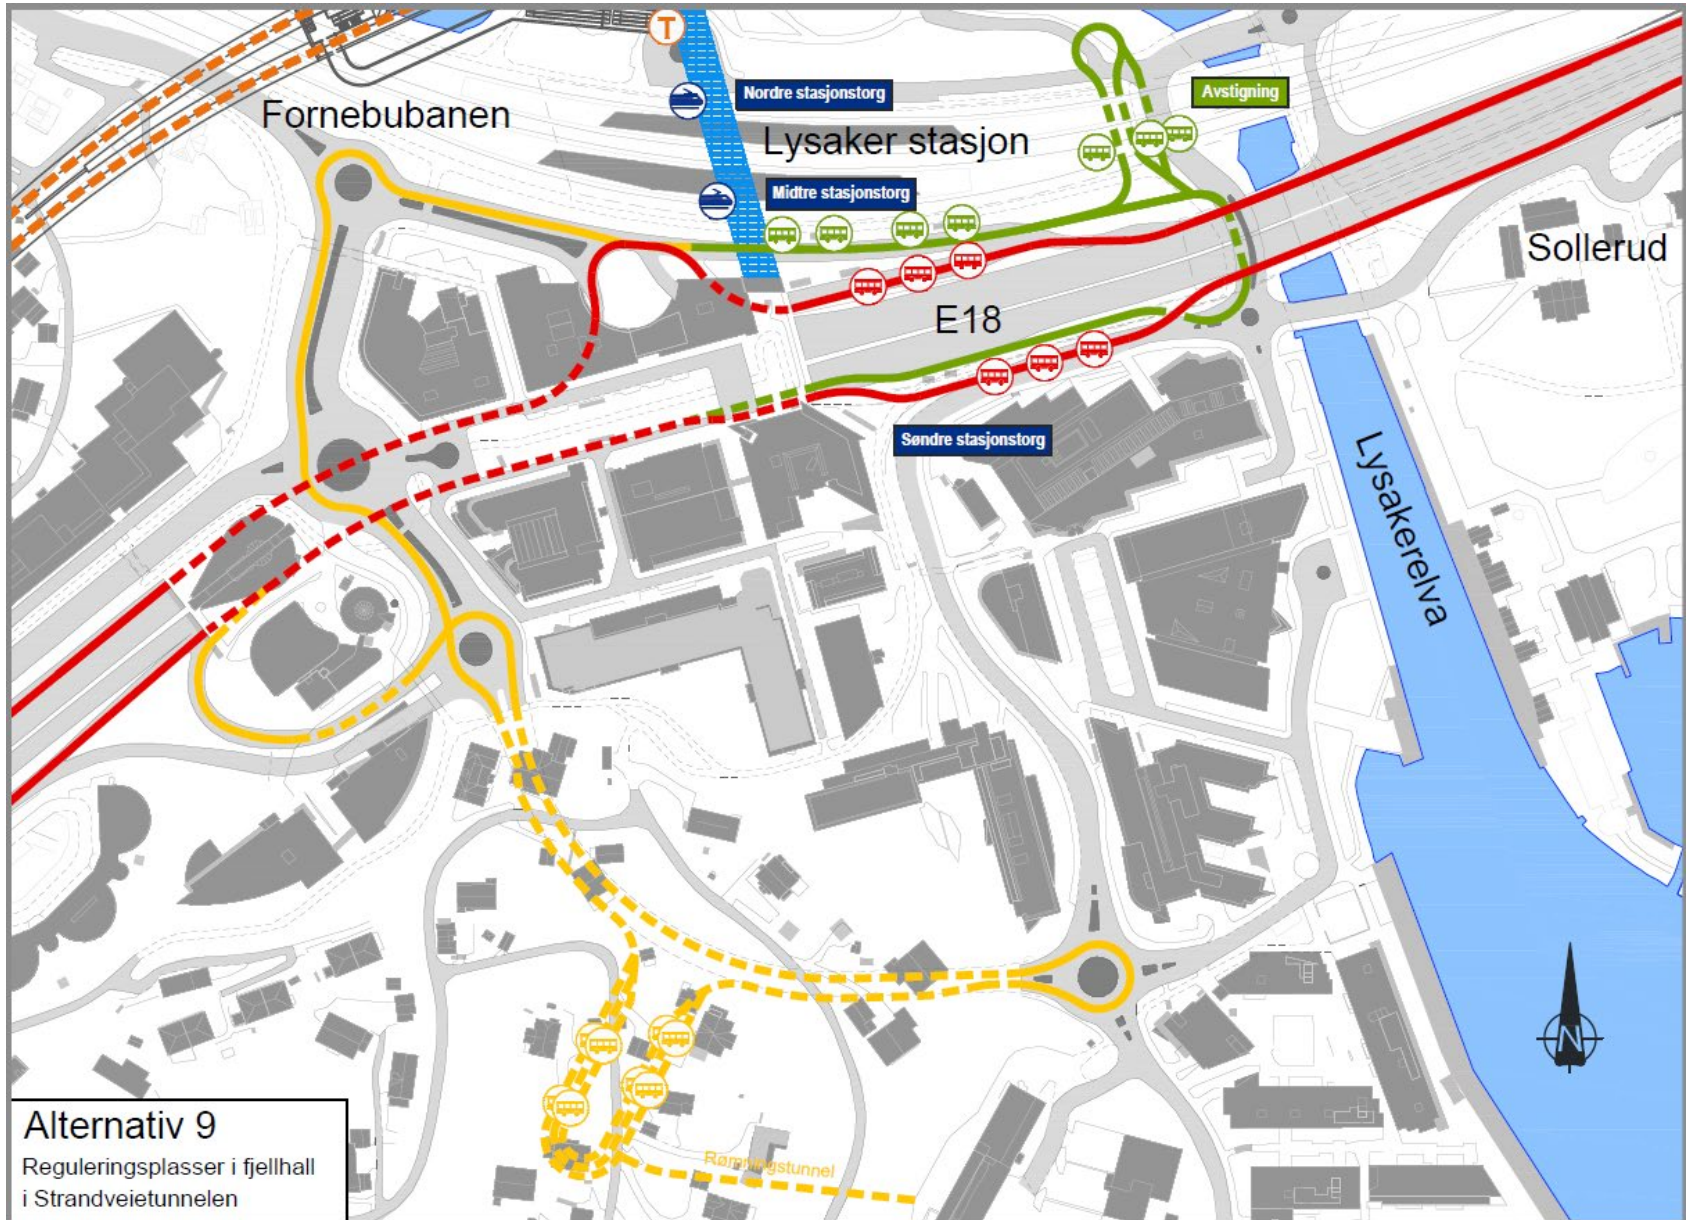 T
Fornebubanen
Nordre stasjonstorg
Avstigning
Lysaker stasjon
Midtre stasjonstorg
Sollerud
E18
Søndre stasjonstorg
Lysakerelva
N
Alternativ 9
Reguleringsplasser i fjellhall
i Strandveietunnelen
Rømningstunnel